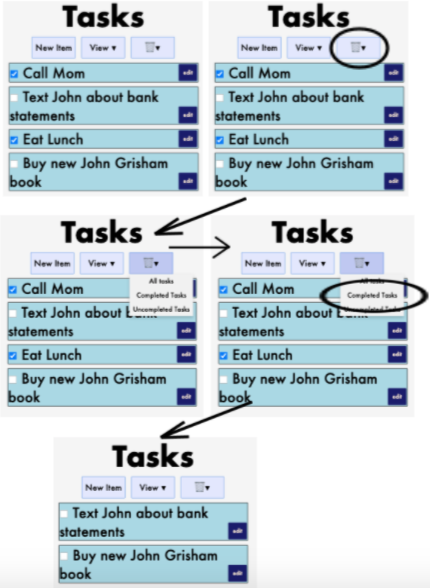 Tasks
New Item View ▾ ▾
Call Mom edit
Text John about bank
statements edit
Eat Lunch edit
Buy new John Grisham
book edit
Tasks
New Item View ▾ ▾
Call Mom edit
Text John about bank
statements edit
Eat Lunch edit
Buy new John Grisham
book edit
Tasks
New Item View ▾ ▾
All tasks
Call Mom
Completed Tasks
Uncompleted Tasks
Text John about
statements edit
Eat Lunch edit
Buy new John Grisham
book edit
Tasks
New Item View ▾ ▾
All tasks
Call Mom
Completed Tasks
Uncompleted Tasks
Text John about
statements edit
Eat Lunch edit
Buy new John Grisham
book edit
Tasks
New Item View ▾ ▾
Text John about bank
statements edit
Buy new John Grisham
book edit